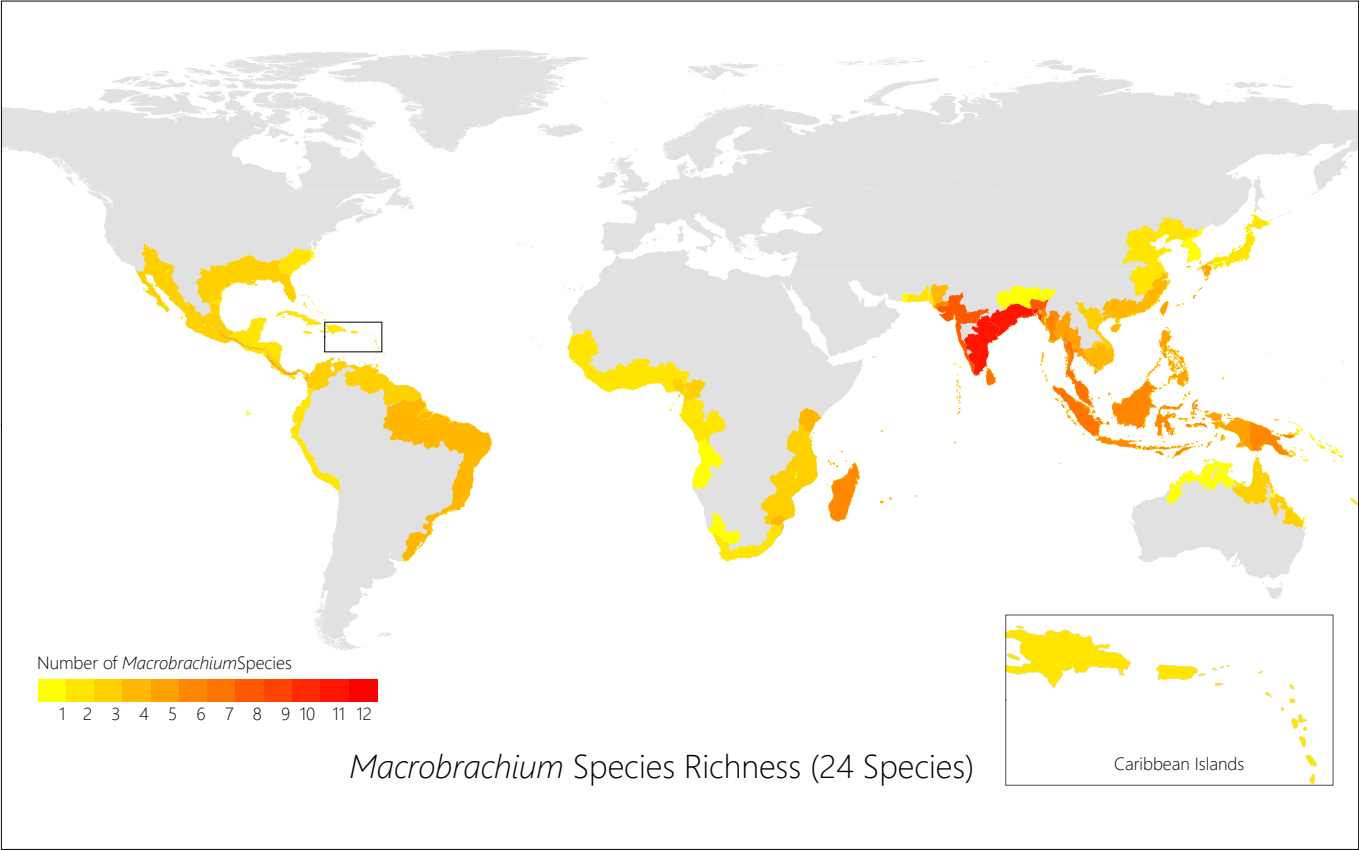 Number of MacrobrachiumSpecies
1 2 3 4 5 6 7 8 9 10 11 12
Macrobrachium Species Richness (24 Species)
Caribbean Islands